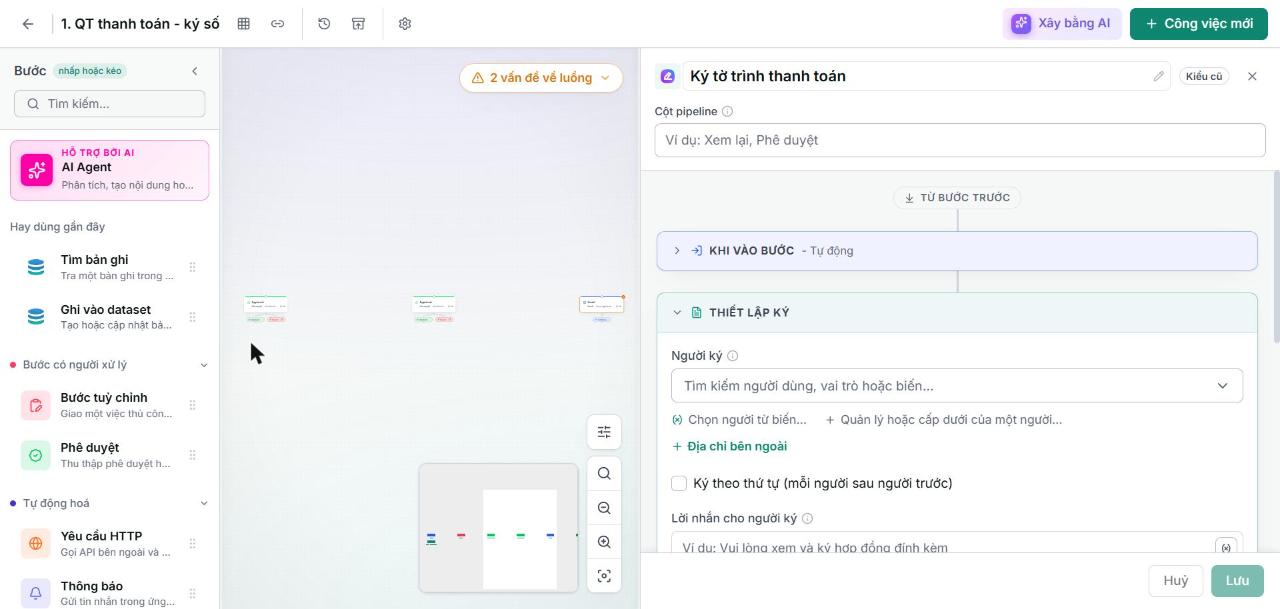 1. QT thanh toán - ký số
Xây bằng AI
Công việc mới
Bước
nhấp hoặc kéo
Tìm kiếm...
HỖ TRỢ BỞI AI
AI Agent
Phân tích, tạo nội dung ho...
Hay dùng gần đây
Tìm bản ghi
Tra một bản ghi trong ...
Ghi vào dataset
Tạo hoặc cập nhật bả...
Bước có người xử lý
Bước tuỳ chỉnh
Giao một việc thủ côn...
Phê duyệt
Thu thập phê duyệt h...
Tự động hoá
Yêu cầu HTTP
Gọi API bên ngoài và ...
Thông báo
Gửi tin nhắn trong ứng...
2 vấn đề về luồng
Ký tờ trình thanh toán
Kiểu cũ
Cột pipeline
Ví dụ: Xem lại, Phê duyệt
TỪ BƯỚC TRƯỚC
KHI VÀO BƯỚC - Tự động
THIẾT LẬP KÝ
Người ký
Tìm kiếm người dùng, vai trò hoặc biến...
Chọn người từ biến...
+ Quản lý hoặc cấp dưới của một người...
+ Địa chỉ bên ngoài
Ký theo thứ tự (mỗi người sau người trước)
Lời nhắn cho người ký
Ví dụ: Vui lòng xem và ký hợp đồng đính kèm
Huỷ
Lưu